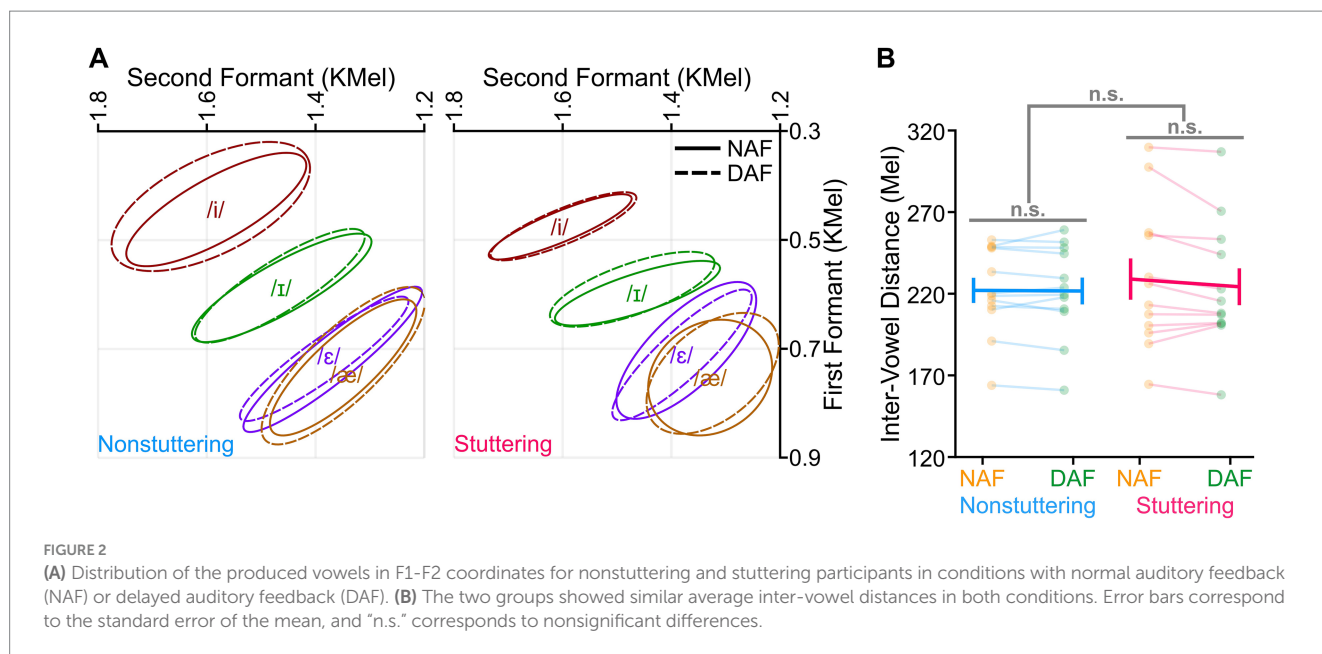 A
Second Formant (KMel)
1.8
1.6
1.4
1.2
/i/
/ɪ/
/ɛ/
/æ/
Nonstuttering
Second Formant (KMel)
1.8
1.6
1.4
1.2
NAF
DAF
/i/
/ɪ/
/ɛ/
/æ/
Stuttering
0.3
0.5
0.7
0.9
First Formant (KMel)
B
n.s.
n.s.
n.s.
Inter-Vowel Distance (Mel)
320
270
220
170
120
NAF DAF NAF DAF
Nonstuttering Stuttering
FIGURE 2
(A) Distribution of the produced vowels in F1-F2 coordinates for nonstuttering and stuttering participants in conditions with normal auditory feedback
(NAF) or delayed auditory feedback (DAF). (B) The two groups showed similar average inter-vowel distances in both conditions. Error bars correspond
to the standard error of the mean, and “n.s.” corresponds to nonsignificant differences.